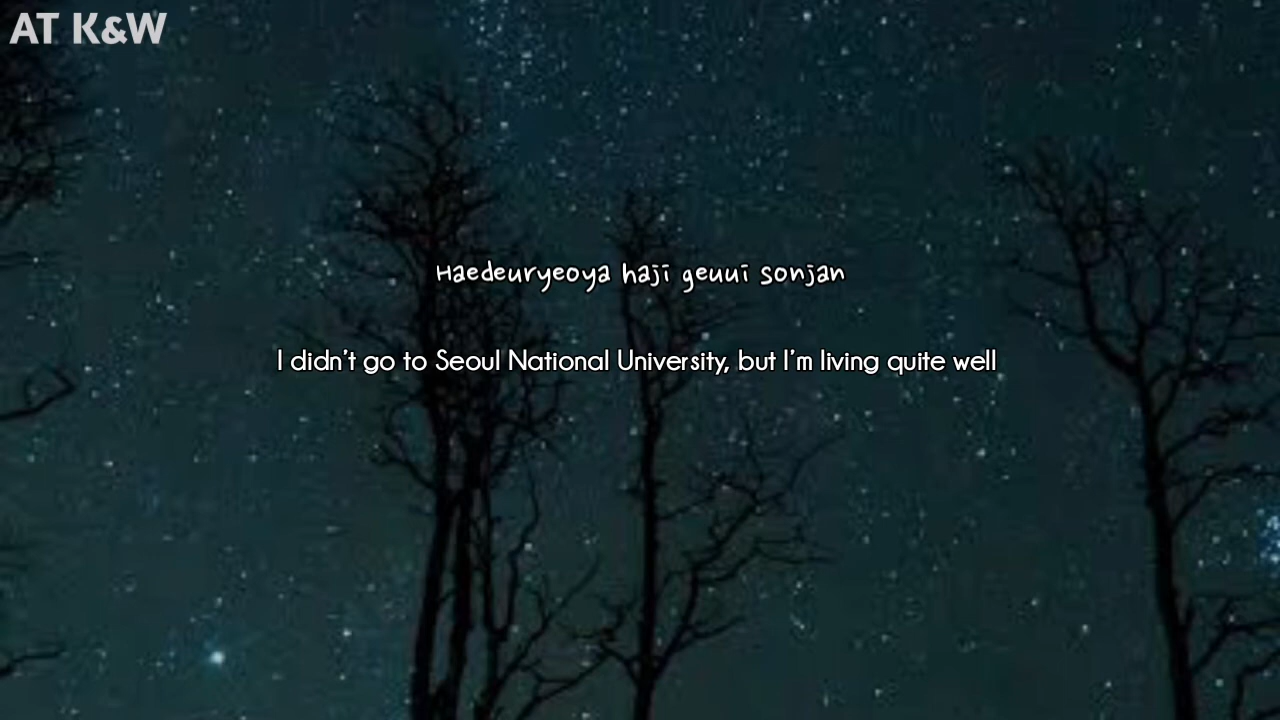 AT K&W
Haedeuryeoya haji geuui sonjan
I didn't go to Seoul National University, but I'm living quite well